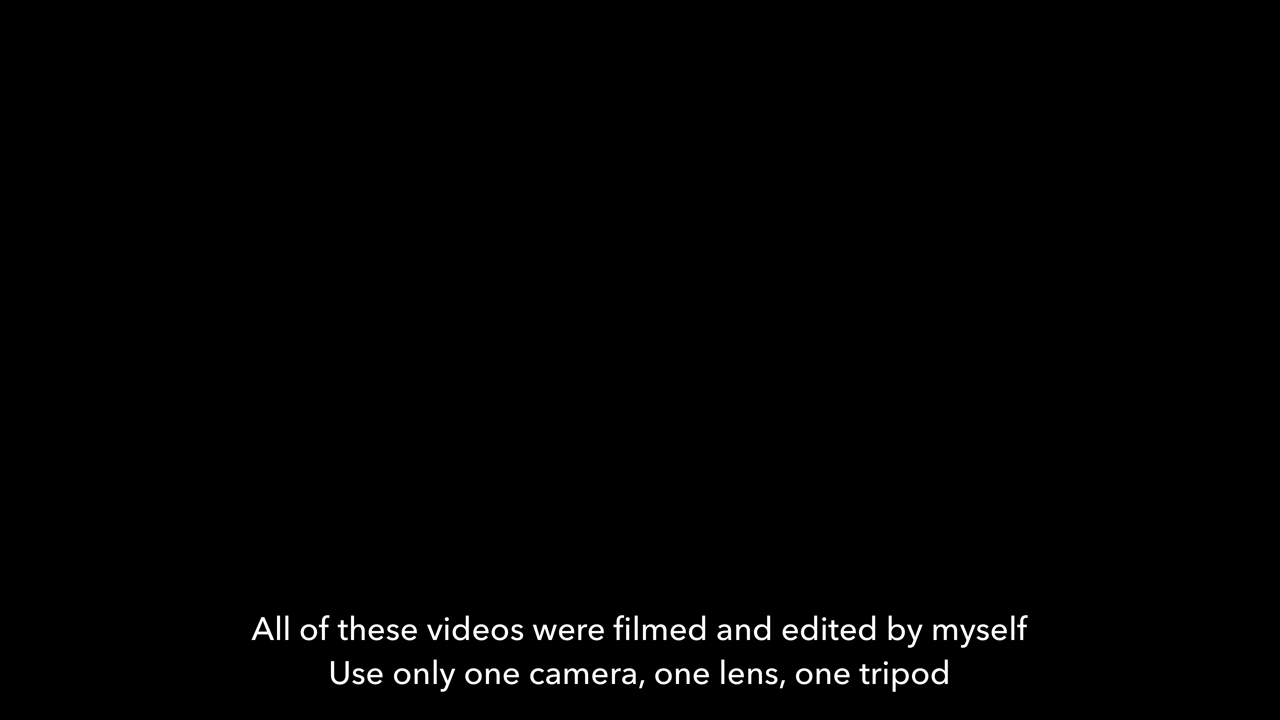 All of these videos were filmed and edited by myself
Use only one camera, one lens, one tripod